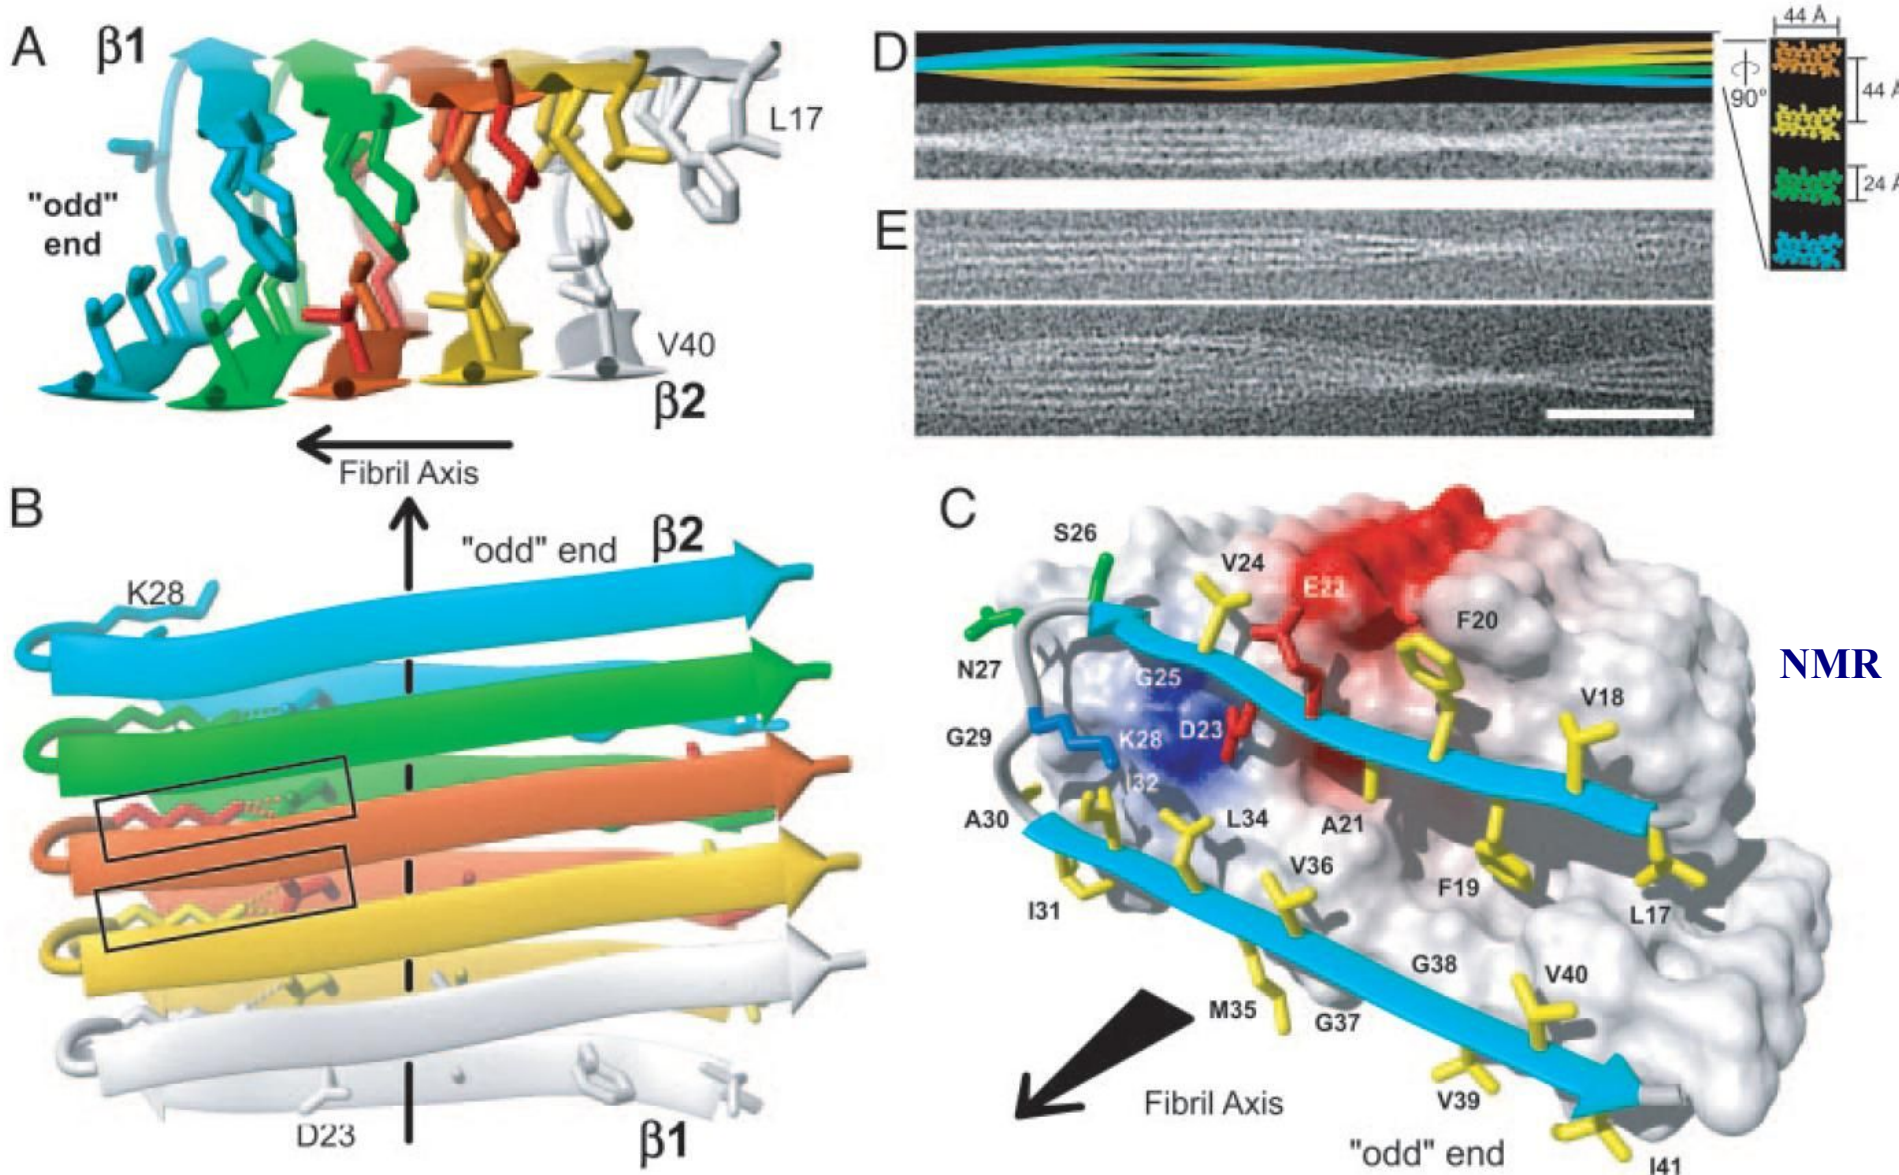 A
β1
"odd"
end
L17
V40
β2
Fibril Axis
B
"odd" end
β2
K28
D23
β1
D
90°
44 Å
44 Å
24 Å
E
C
S26
V24
E22
F20
N27
G25
V18
G29
K28
D23
I32
A30
L34
A21
V36
F19
I31
L17
G38
V40
M35
G37
Fibril Axis
V39
"odd" end
I41
NMR